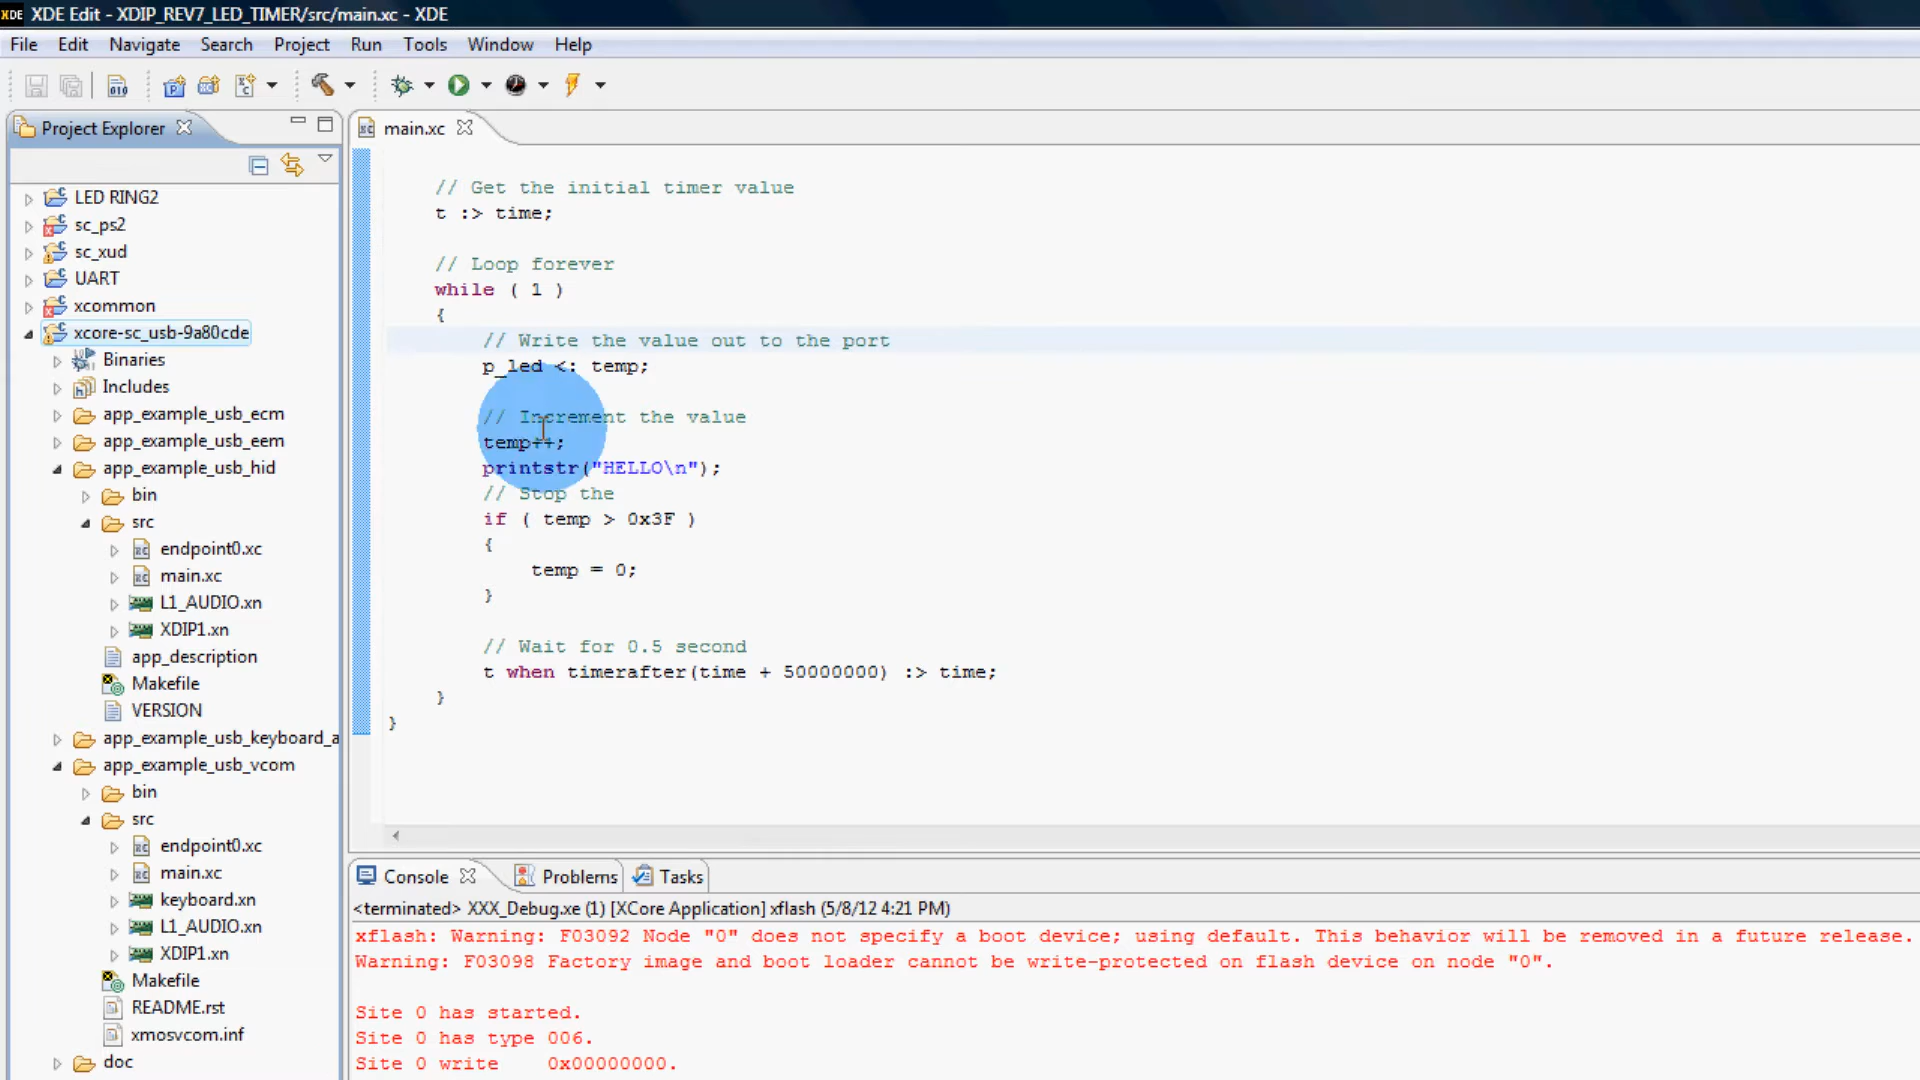 XDE XDE Edit - XDIP_REV7_LED_TIMER/src/main.xc - XDE
File Edit Navigate Search Project Run Tools Window Help
Project Explorer
LED RING2
sc_ps2
sc_xud
UART
xcommon
xcore-sc_usb-9a80cde
Binaries
Includes
app_example_usb_ecm
app_example_usb_eem
app_example_usb_hid
bin
src
endpoint0.xc
main.xc
L1_AUDIO.xn
XDIP1.xn
app_description
Makefile
VERSION
app_example_usb_keyboard_a
app_example_usb_vcom
bin
src
endpoint0.xc
main.xc
keyboard.xn
L1_AUDIO.xn
XDIP1.xn
Makefile
README.rst
xmosvcom.inf
doc
main.xc
// Get the initial timer value
t :> time;
// Loop forever
while ( 1 )
{
// Write the value out to the port
p_led <: temp;
// Increment the value
temp++;
printstr("HELLO\n");
// Stop the
if ( temp > 0x3F )
{
temp = 0;
}
// Wait for 0.5 second
t when timerafter(time + 50000000) :> time;
}
}
Console Problems Tasks
<terminated> XXX_Debug.xe (1) [XCore Application] xflash (5/8/12 4:21 PM)
xflash: Warning: F03092 Node "0" does not specify a boot device; using default. This behavior will be removed in a future release.
Warning: F03098 Factory image and boot loader cannot be write-protected on flash device on node "0".
Site 0 has started.
Site 0 has type 006.
Site 0 write 0x00000000.